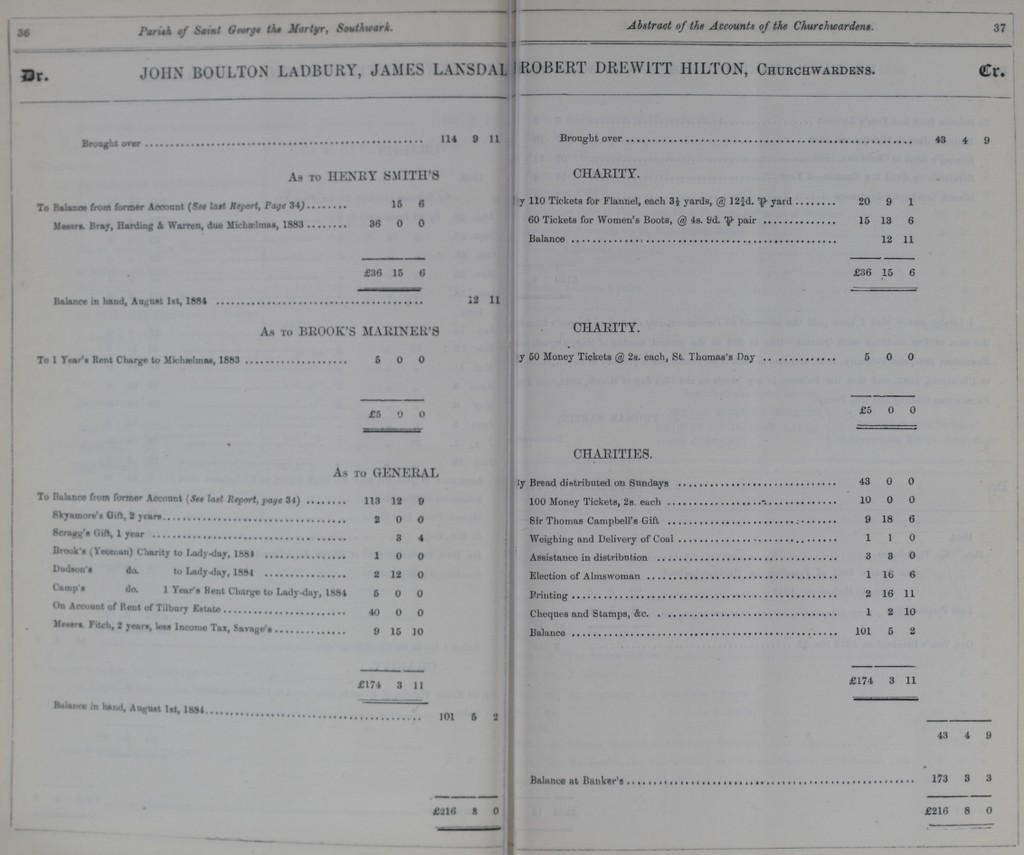 36 Parish of Saint George the Martyr, Southwark.
Dr. JOHN BOULTON LADBURY, JAMES LANSDAL
Brought over 114 9 11
As to HENRY SMITH'S
To Balance from former Account (See last Report, Page 34) 15 6
Messrs. Bray, Harding & Warren, due Michælmas, 1883 36 0 0
£36 15 6
Balance in hand, August 1st, 1884 12 11
As to BROOK'S MARINER'S
To 1 Year's Rent Charge to Michælmas, 1883 5 0 0
£5 0 0
As to GENERAL
To Balance from former Account (See last Report, page 34) 113 12 9
Skyamore's Gift, 2 years 2 0 0
Scragg's Gift, 1 year 3 4
Brook's (Yeoman) Charity to Lady-day, 1884 1 0 0
Dudson's do. to Lady-day, 1884 2 12 0
Camp's do. 1 Year's Rent Charge to Lady-day, 1884 5 0 0
On Account of Rent of Tilbury Estate 40 0 0
Messrs. Fitch, 2 years, less Income Tax, Savage's 9 15 10
£174 3 11
Balance in hand, August 1st, 1884 101 5 2
£216 8 0
Abstract of the Accounts of the Churchwardens. 37
ROBERT DREWITT HILTON, Churchwardens. Cr.
Brought over 43 4 9
CHARITY.
y 110 Tickets for Flannel, each 3½ yards, @ 12¾d. ⅌ yard 20 9 1
60 Tickets for Women's Boots, @ 4s. 9d. ⅌ pair 15 13 6
Balance 12 11
£36 15 6
CHARITY.
y 50 Money Tickets @ 2s. each, St. Thomas's Day 5 0 0
£5 0 0
CHARITIES.
y Bread distributed on Sundays 43 0 0
100 Money Tickets, 2s. each 10 0 0
Sir Thomas Campbell's Gift 9 18 6
Weighing and Delivery of Coal 1 1 0
Assistance in distribution 3 3 0
Election of Almswoman 1 16 6
Printing 2 16 11
Cheques and Stamps, &c. 1 2 10
Balance 101 5 2
£174 3 11
43 4 9
Balance at Banker's 173 3 3
£216 8 0